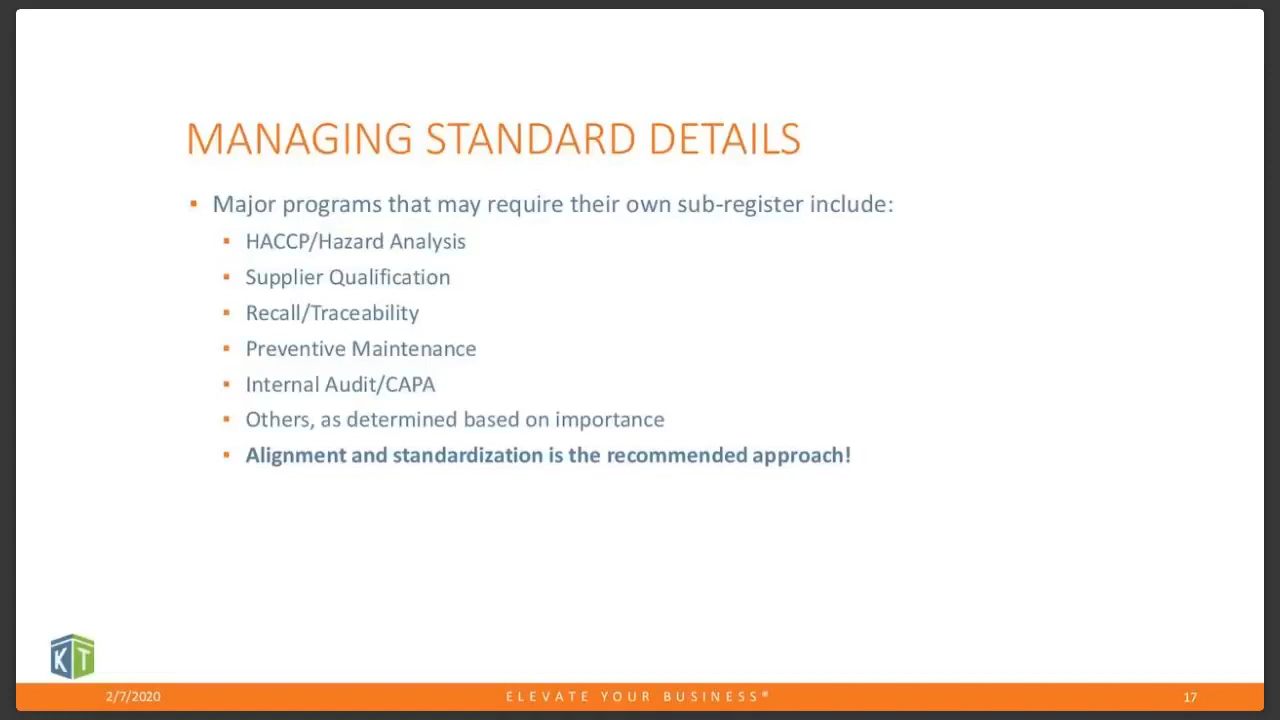 MANAGING STANDARD DETAILS
▪ Major programs that may require their own sub-register include:
▪ HACCP/Hazard Analysis
▪ Supplier Qualification
▪ Recall/Traceability
▪ Preventive Maintenance
▪ Internal Audit/CAPA
▪ Others, as determined based on importance
▪ Alignment and standardization is the recommended approach!
KT
2/7/2020 ELEVATE YOUR BUSINESS® 17